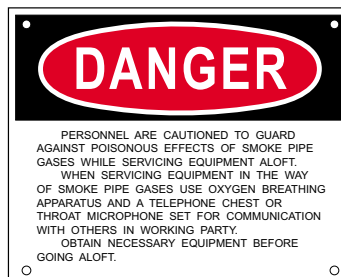 DANGER
PERSONNEL ARE CAUTIONED TO GUARD
AGAINST POISONOUS EFFECTS OF SMOKE PIPE
GASES WHILE SERVICING EQUIPMENT ALOFT.
WHEN SERVICING EQUIPMENT IN THE WAY
OF SMOKE PIPE GASES USE OXYGEN BREATHING
APPARATUS AND A TELEPHONE CHEST OR
THROAT MICROPHONE SET FOR COMMUNICATION
WITH OTHERS IN WORKING PARTY.
OBTAIN NECESSARY EQUIPMENT BEFORE
GOING ALOFT.